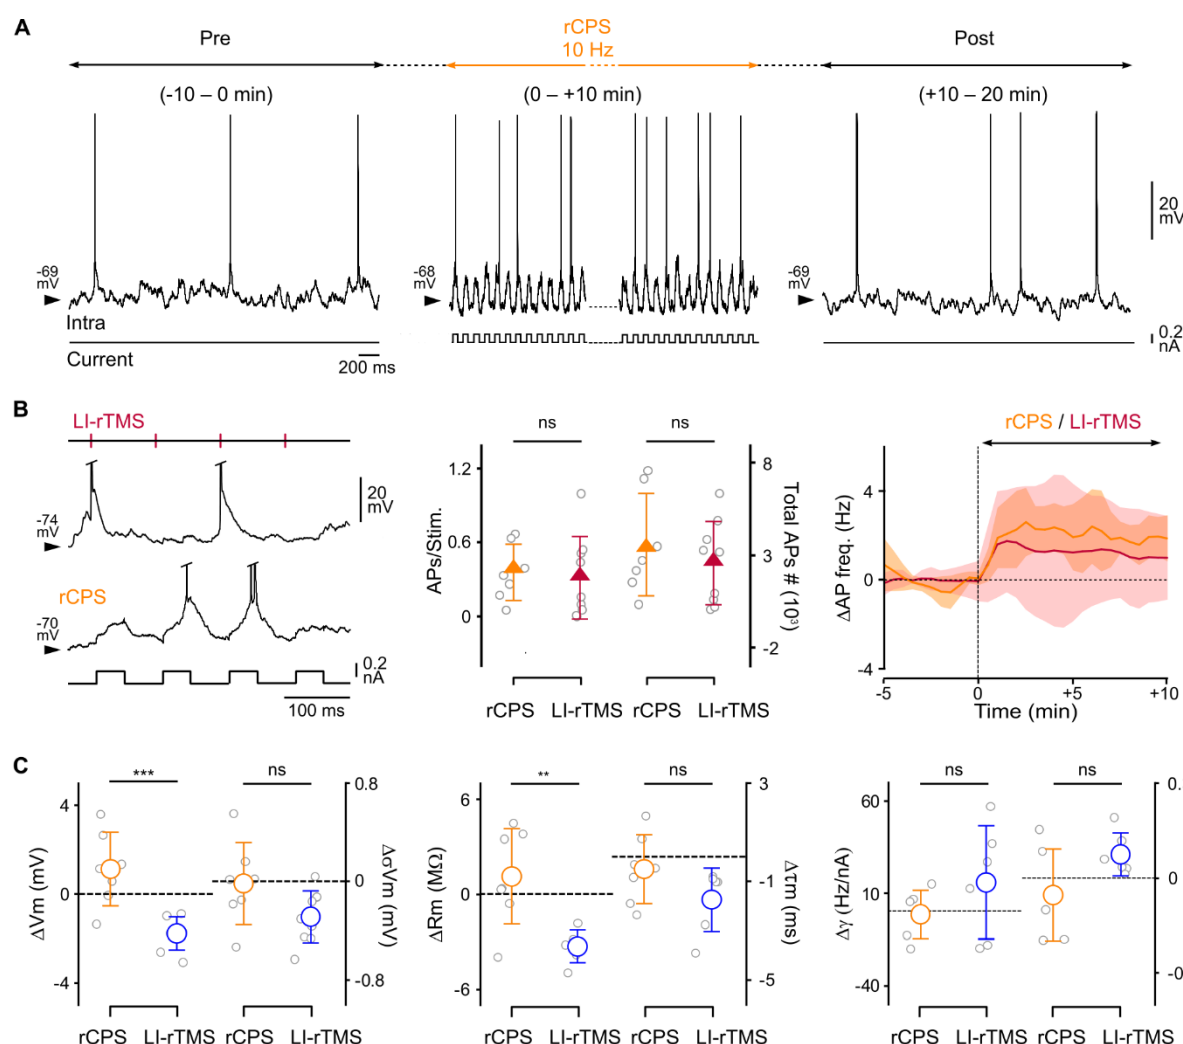 A
Pre
rCPS
10 Hz
Post
(-10 – 0 min)
(0 – +10 min)
(+10 – 20 min)
20
mV
-69
mV
-68
mV
-69
mV
Intra
Current
200 ms
0.2
nA
B
LI-rTMS
20
mV
-74
mV
rCPS
-70
mV
0.2
nA
100 ms
ns
ns
1.2
0.6
0
APs/Stim.
8
3
-2
Total APs # (10³)
rCPS
LI-rTMS
rCPS
LI-rTMS
rCPS / LI-rTMS
4
0
-4
ΔAP freq. (Hz)
-5
0
+5
+10
Time (min)
C
***
ns
4
0
-4
ΔVm (mV)
0.8
0
-0.8
ΔσVm (mV)
rCPS
LI-rTMS
rCPS
LI-rTMS
**
ns
6
0
-6
ΔRm (MΩ)
3
-1
-5
Δτm (ms)
rCPS
LI-rTMS
rCPS
LI-rTMS
ns
ns
60
10
-40
Δγ (Hz/nA)
0.
0
-0
rCPS
LI-rTMS
rCPS
LI-rTMS